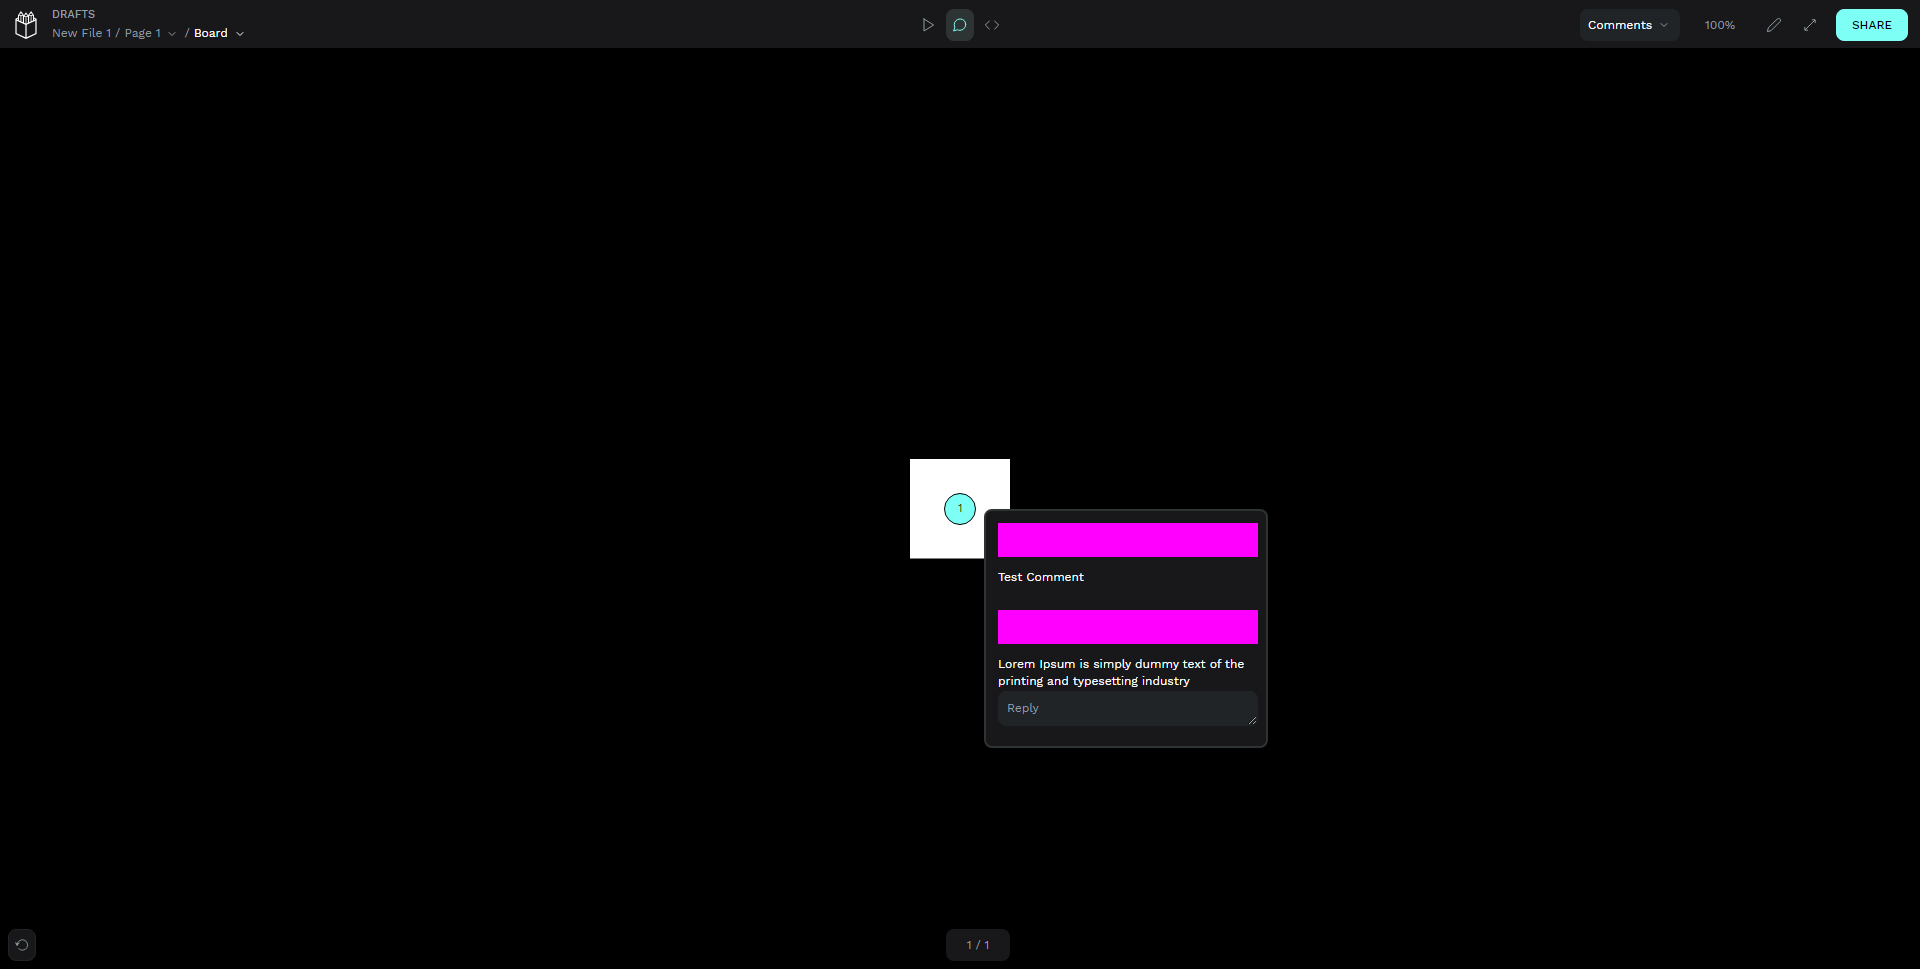 DRAFTS
New File 1 / Page 1 / Board
Comments
100%
SHARE
1
Test Comment
Lorem Ipsum is simply dummy text of the
printing and typesetting industry
Reply
1 / 1